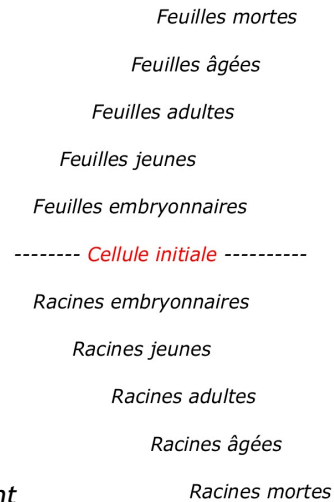 Feuilles mortes
Feuilles âgées
Feuilles adultes
Feuilles jeunes
Feuilles embryonnaires
-------- Cellule initiale ----------
Racines embryonnaires
Racines jeunes
Racines adultes
Racines âgées
Racines mortes